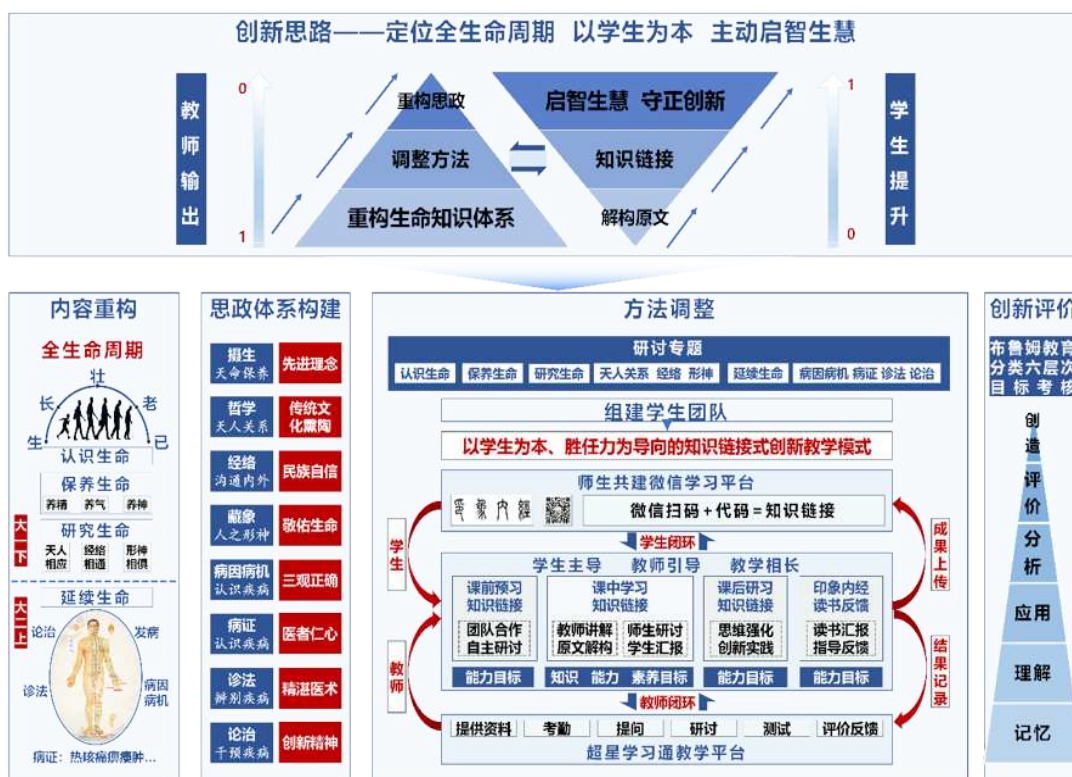 创新思路——定位全生命周期 以学生为本 主动启智生慧
教师输出
0
1
重构思政
调整方法
重构生命知识体系
启智生慧 守正创新
知识链接
解构原文
1
0
学生提升
内容重构
全生命周期
壮
长
老
生
已
认识生命
保养生命
养精 养气 养神
大一下
研究生命
天人相应
经络相通
形神相俱
大二上
延续生命
论治
发病
诊法
病因病机
病证：热咳痛痹痿肿...
思政体系构建
摄生
天命保养
先进理念
哲学
天人关系
传统文化熏陶
经络
沟通内外
民族自信
藏象
人之形神
敬佑生命
病因病机
认识疾病
三观正确
病证
认识疾病
医者仁心
诊法
辨别疾病
精湛医术
论治
干预疾病
创新精神
方法调整
研讨专题
认识生命 保养生命 研究生命 天人关系 经络 形神 延续生命 病因病机 病证 诊法 论治
组建学生团队
以学生为本、胜任力为导向的知识链接式创新教学模式
师生共建微信学习平台
印象内经
微信扫码+代码=知识链接
学生闭环
学生
教师
成果上传
结果记录
学生主导 教师引导 教学相长
课前预习
知识链接
团队合作
自主研讨
能力目标
课中学习
知识链接
教师讲解
原文解构
师生研讨
学生汇报
知识 能力 素养目标
课后研习
知识链接
思维强化
创新实践
能力目标
印象内经
读书反馈
读书汇报
指导反馈
能力目标
教师闭环
提供资料 考勤 提问 研讨 测试 评价反馈
超星学习通教学平台
创新评价
布鲁姆教育
分类六层次
目标考核
创造
评价
分析
应用
理解
记忆